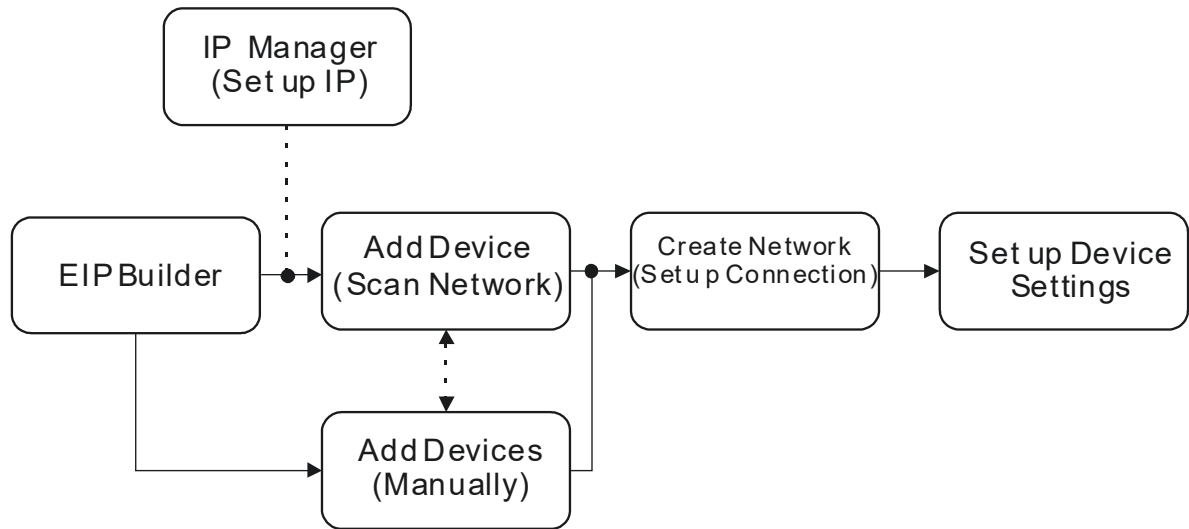 IP Manager
(Set up IP)
EIP Builder
Add Device
(Scan Network)
Create Network
(Setup Connection)
Set up Device
Settings
Add Devices
(Manually)